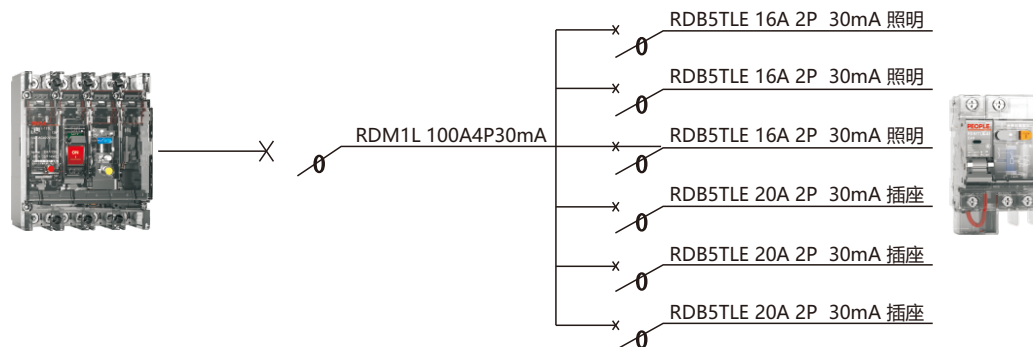 RDB5TLE 16A 2P 30mA 照明
RDB5TLE 16A 2P 30mA 照明
RDM1L 100A4P30mA
RDB5TLE 16A 2P 30mA 照明
RDB5TLE 20A 2P 30mA 插座
RDB5TLE 20A 2P 30mA 插座
RDB5TLE 20A 2P 30mA 插座
PEOPLE